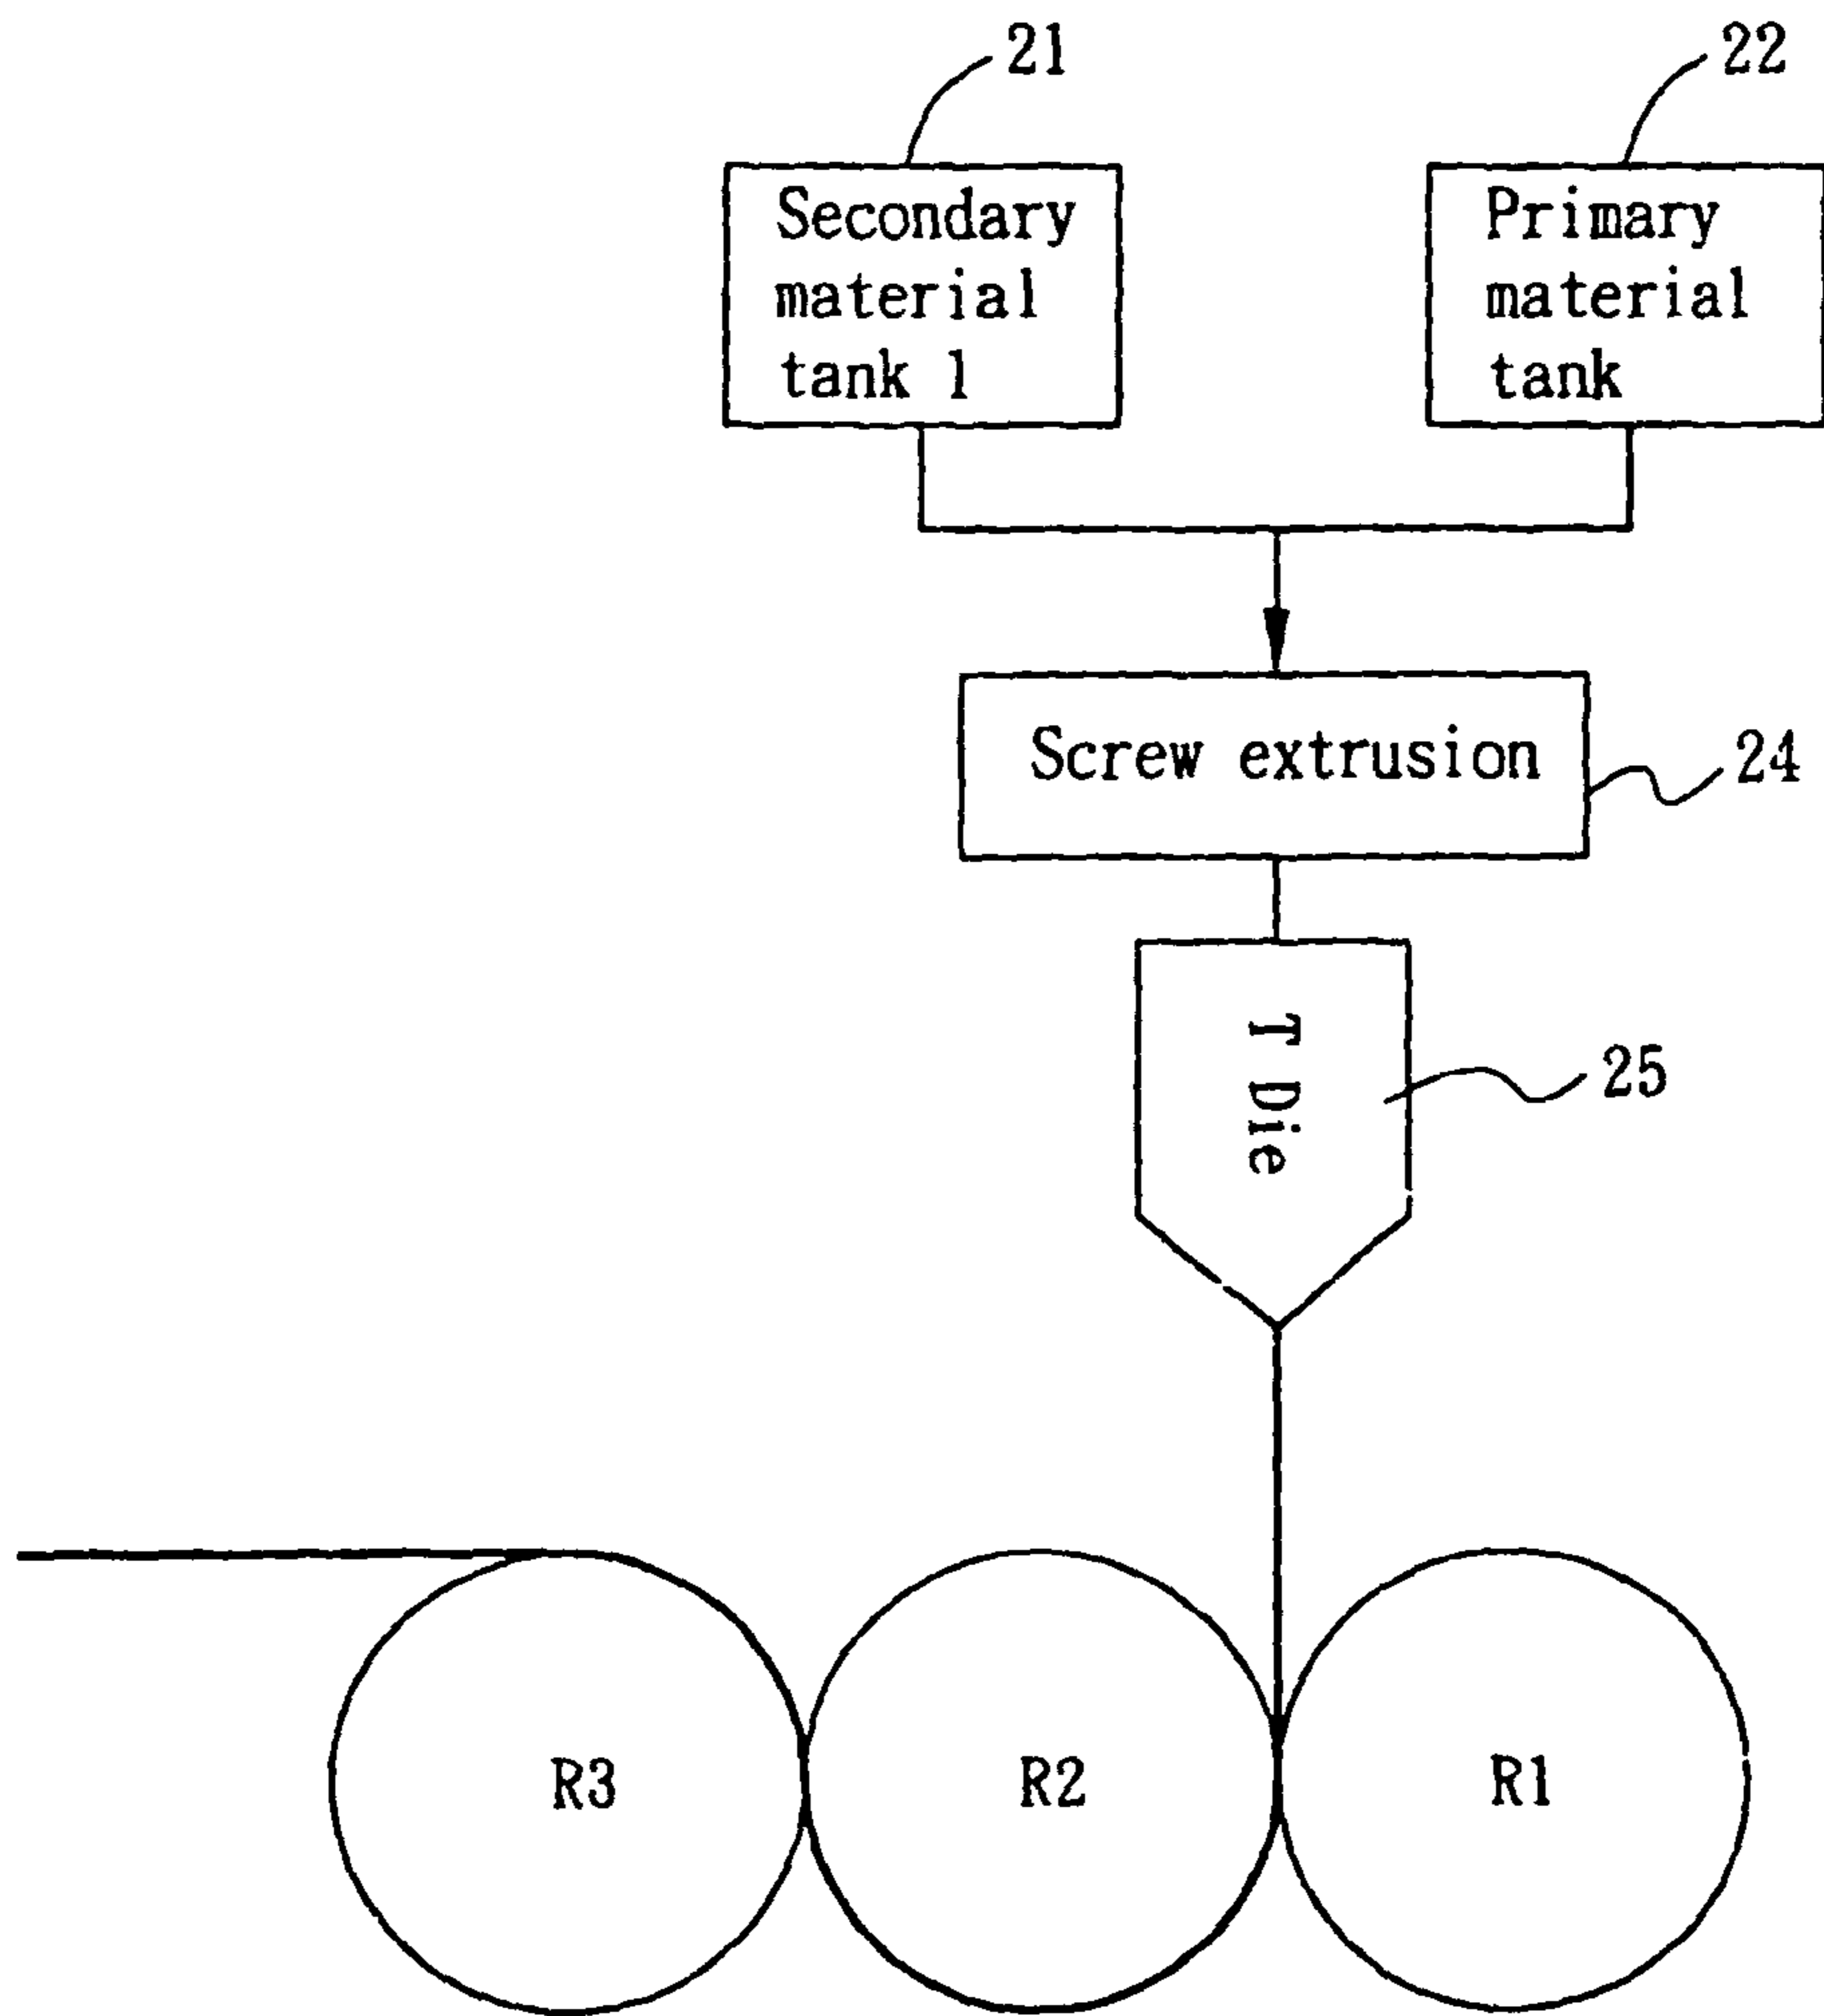 21
22
Secondary
material
tank 1
Primary
material
tank
Screw extrusion
24
T Die
25
R3
R2
R1